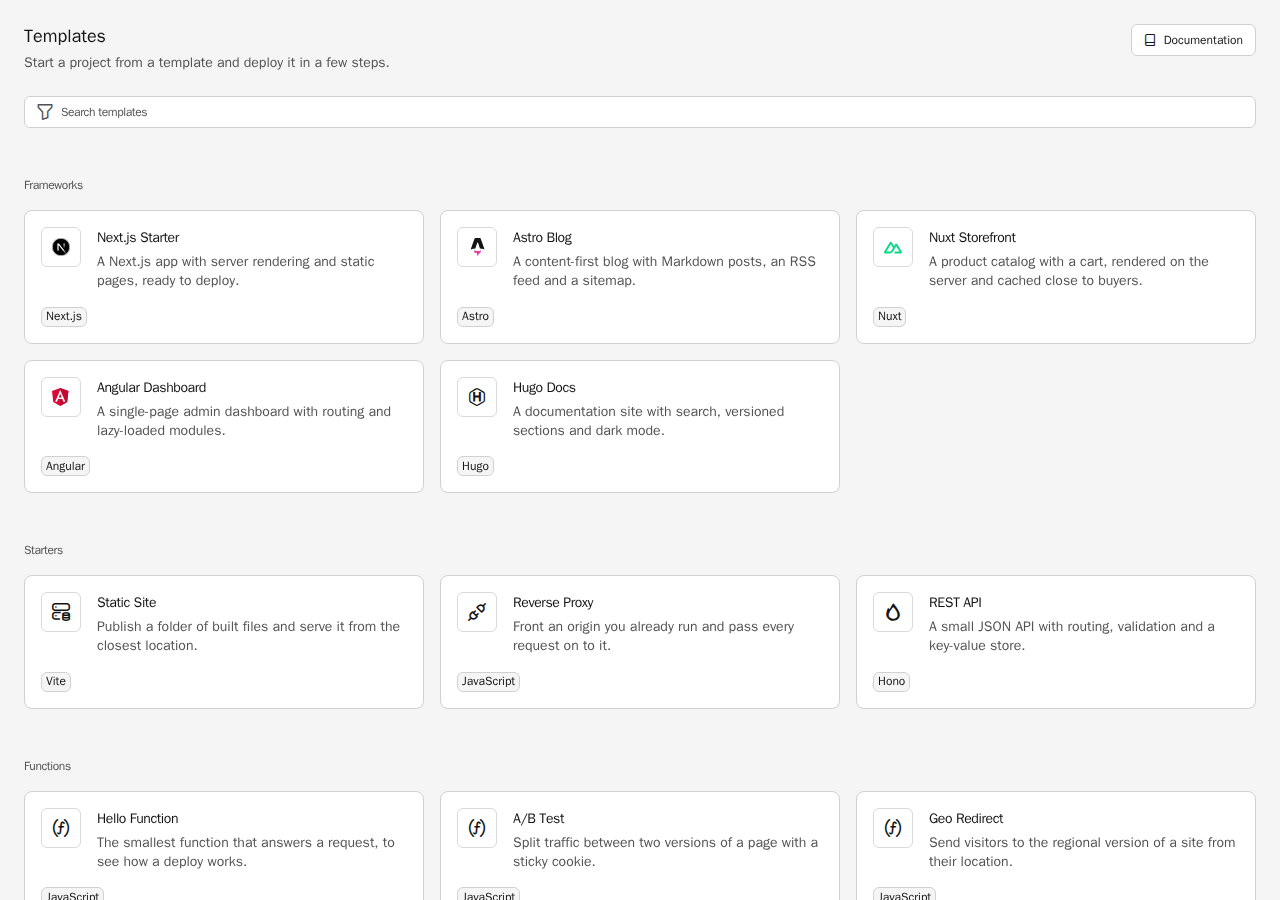 Templates
Documentation
Start a project from a template and deploy it in a few steps.
Search templates
Frameworks
Next.js Starter
A Next.js app with server rendering and static
pages, ready to deploy.
Next.js
Astro Blog
A content-first blog with Markdown posts, an RSS
feed and a sitemap.
Astro
Nuxt Storefront
A product catalog with a cart, rendered on the
server and cached close to buyers.
Nuxt
Angular Dashboard
A single-page admin dashboard with routing and
lazy-loaded modules.
Angular
Hugo Docs
A documentation site with search, versioned
sections and dark mode.
Hugo
Starters
Static Site
Publish a folder of built files and serve it from the
closest location.
Vite
Reverse Proxy
Front an origin you already run and pass every
request on to it.
JavaScript
REST API
A small JSON API with routing, validation and a
key-value store.
Hono
Functions
Hello Function
The smallest function that answers a request, to
see how a deploy works.
JavaScript
A/B Test
Split traffic between two versions of a page with a
sticky cookie.
JavaScript
Geo Redirect
Send visitors to the regional version of a site from
their location.
JavaScript